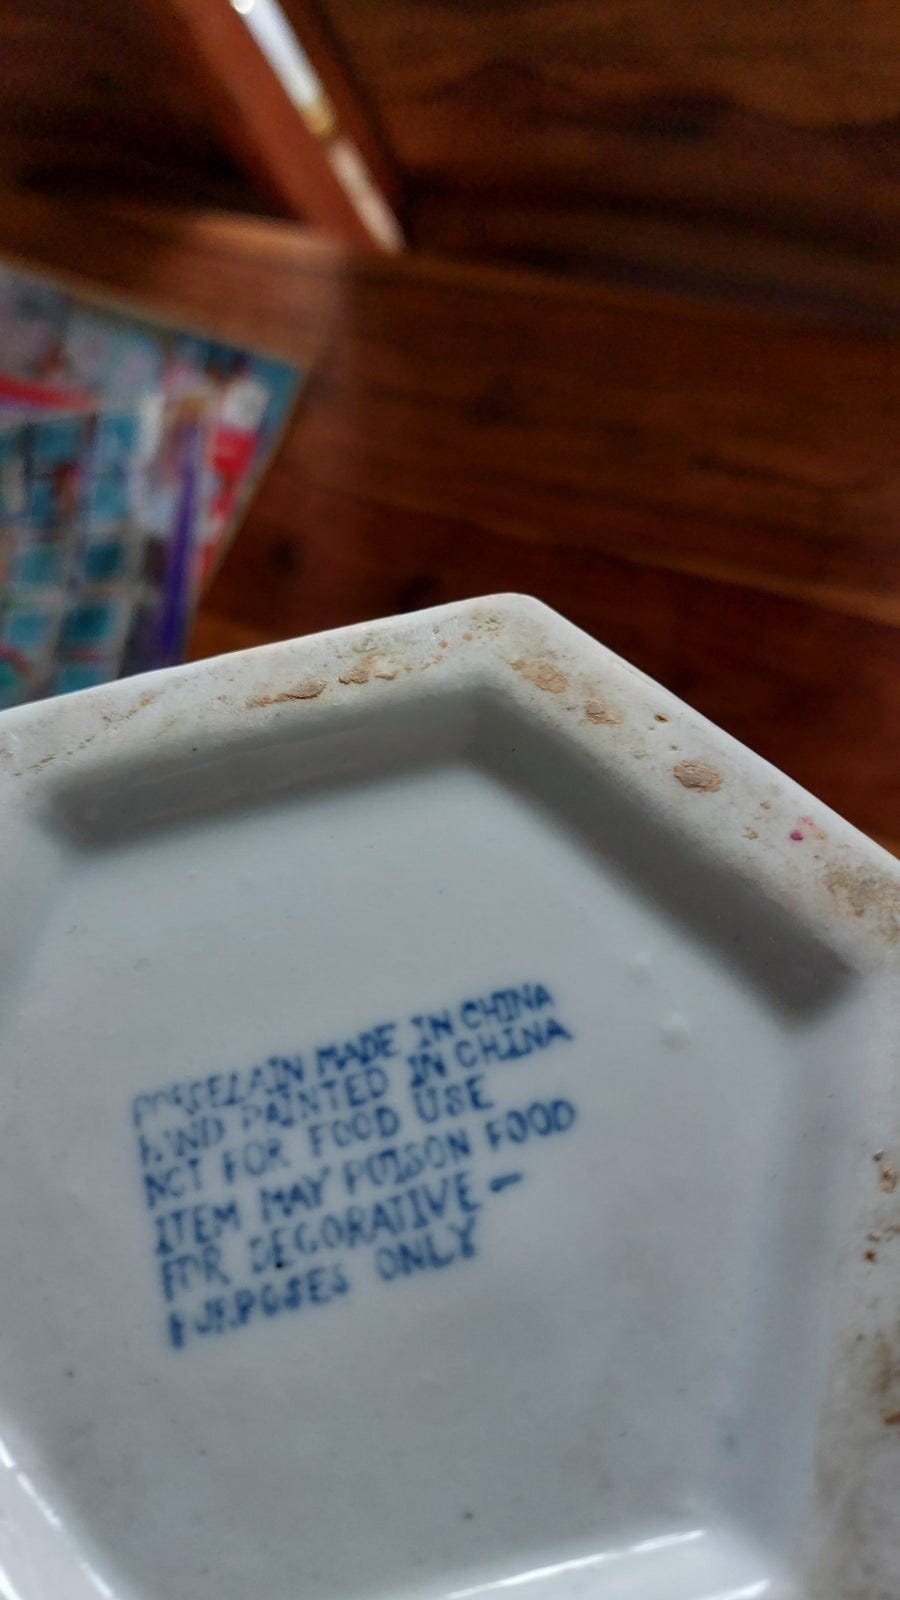 PORCELAIN MADE IN CHINA
HAND PAINTED IN CHINA
NOT FOR FOOD USE
ITEM MAY POISON FOOD
FOR DECORATIVE -
PURPOSES ONLY